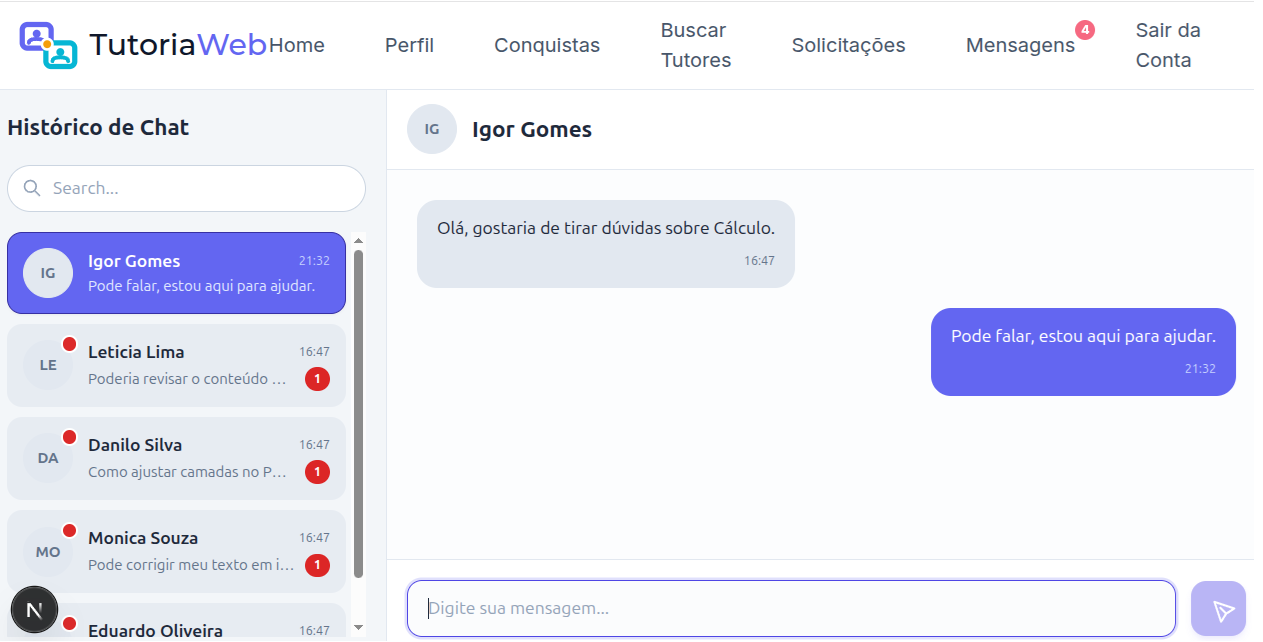 TutoriaWeb
Home
Perfil
Conquistas
Buscar
Tutores
Solicitações
Mensagens
4
Sair da
Conta
Histórico de Chat
Search...
IG
Igor Gomes
21:32
Pode falar, estou aqui para ajudar.
LE
Leticia Lima
16:47
Poderia revisar o conteúdo ...
1
DA
Danilo Silva
16:47
Como ajustar camadas no P...
1
MO
Monica Souza
16:47
Pode corrigir meu texto em i...
1
N
Eduardo Oliveira
16:47
IG
Igor Gomes
Olá, gostaria de tirar dúvidas sobre Cálculo.
16:47
Pode falar, estou aqui para ajudar.
21:32
Digite sua mensagem...